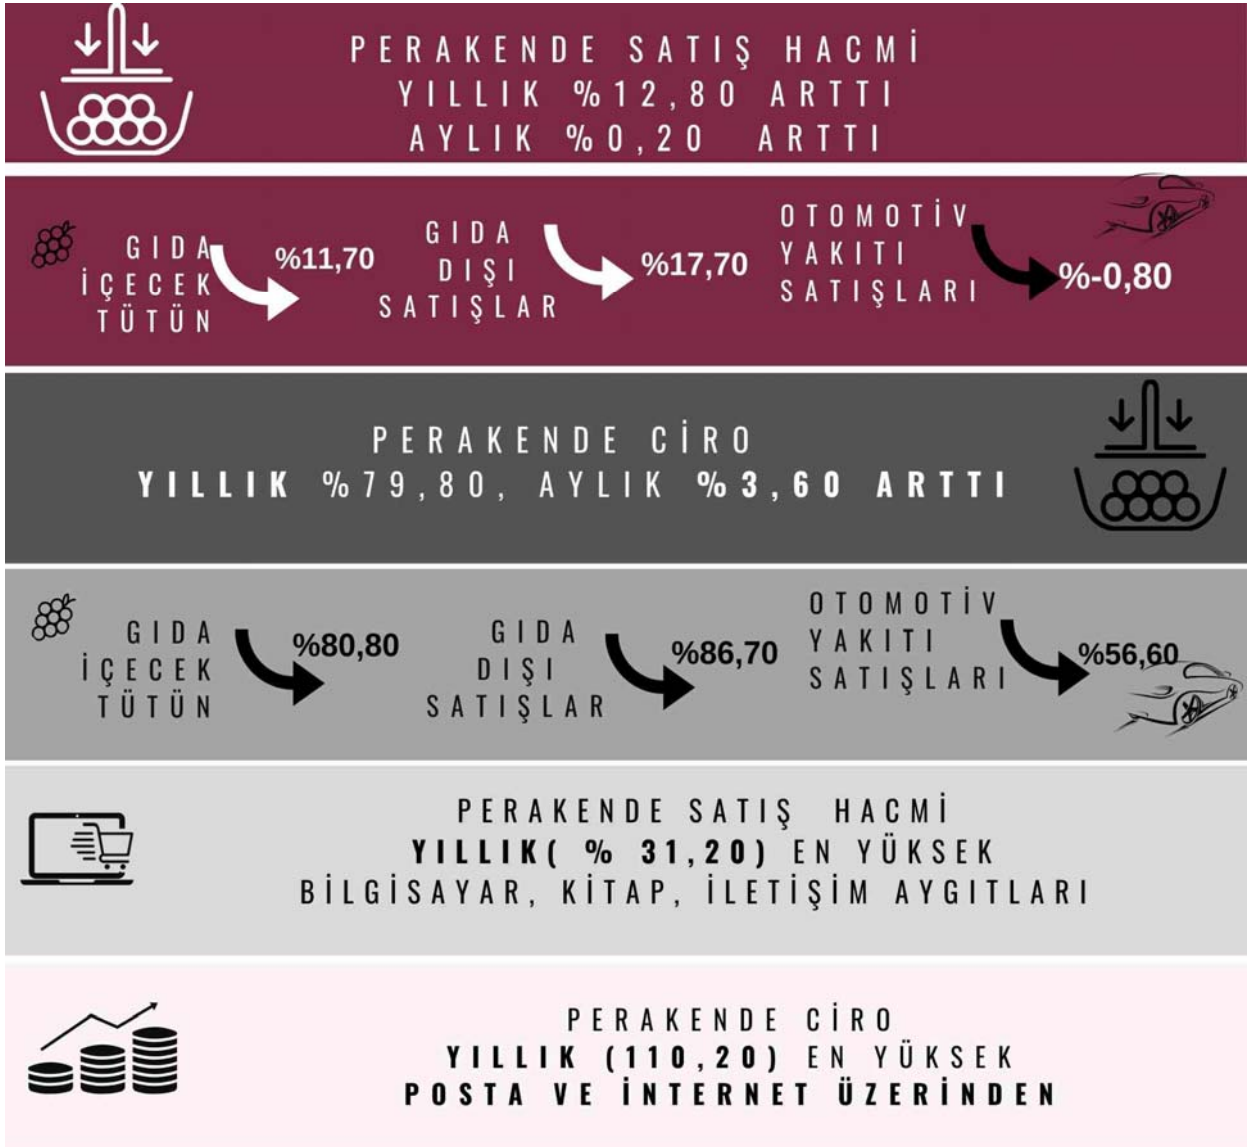 PERAKENDE SATIŞ HACMİ
YILLIK %12,80 ARTTI
AYLIK %0,20 ARTTI
GIDA
İÇECEK
TÜTÜN
%11,70
GIDA
DIŞI
SATIŞLAR
%17,70
OTOMOTİV
YAKITI
SATIŞLARI
%-0,80
PERAKENDE CİRO
YILLIK %79,80, AYLIK %3,60 ARTTI
GIDA
İÇECEK
TÜTÜN
%80,80
GIDA
DIŞI
SATIŞLAR
%86,70
OTOMOTİV
YAKITI
SATIŞLARI
%56,60
PERAKENDE SATIŞ HACMİ
YILLIK( % 31,20) EN YÜKSEK
BİLGİSAYAR, KİTAP, İLETİŞİM AYGITLARI
PERAKENDE CİRO
YILLIK (110,20) EN YÜKSEK
POSTA VE İNTERNET ÜZERİNDEN